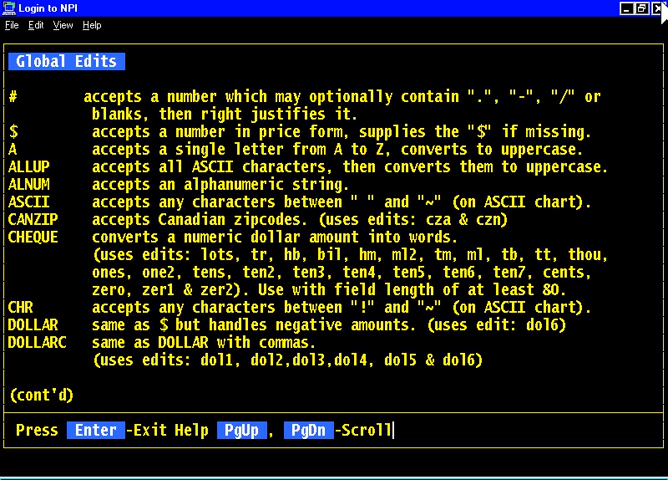 Login to NPI
File Edit View Help
Global Edits
# accepts a number which may optionally contain ".", "-", "/" or
blanks, then right justifies it.
$ accepts a number in price form, supplies the "$" if missing.
A accepts a single letter from A to Z, converts to uppercase.
ALLUP accepts all ASCII characters, then converts them to uppercase.
ALNUM accepts an alphanumeric string.
ASCII accepts any characters between " " and "~" (on ASCII chart).
CANZIP accepts Canadian zipcodes. (uses edits: cza & czn)
CHEQUE converts a numeric dollar amount into words.
(uses edits: lots, tr, hb, bil, hm, ml2, tm, ml, tb, tt, thou,
ones, one2, tens, ten2, ten3, ten4, ten5, ten6, ten7, cents,
zero, zer1 & zer2). Use with field length of at least 80.
CHR accepts any characters between "!" and "~" (on ASCII chart).
DOLLAR same as $ but handles negative amounts. (uses edit: dol6)
DOLLARC same as DOLLAR with commas.
(uses edits: dol1, dol2,dol3,dol4, dol5 & dol6)
(cont'd)
Press Enter -Exit Help PgUp , PgDn -Scroll